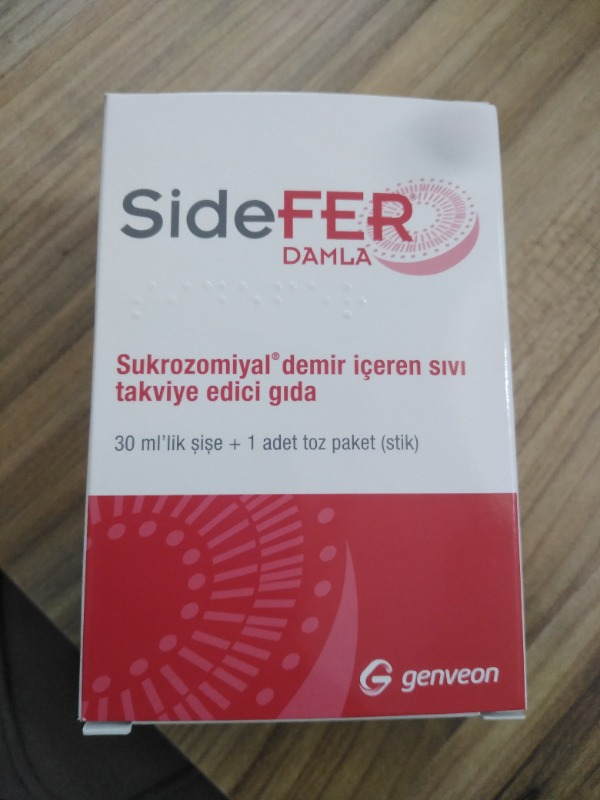 SideFER®
DAMLA
Sukrozomiyal® demir içeren sıvı
takviye edici gıda
30 ml'lik şişe + 1 adet toz paket (stik)
genveon